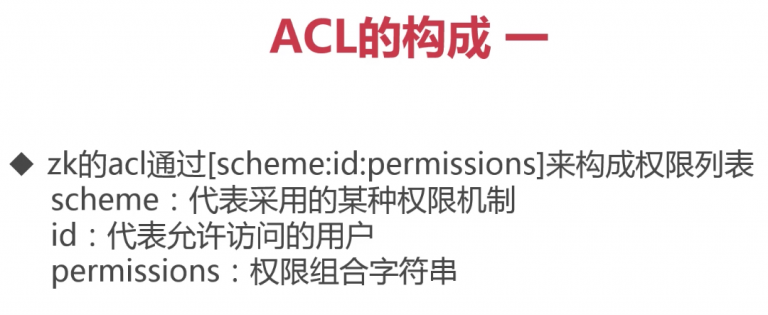 ACL的构成 一
◆ zk的acl通过[scheme:id:permissions]来构成权限列表
scheme：代表采用的某种权限机制
id：代表允许访问的用户
permissions：权限组合字符串